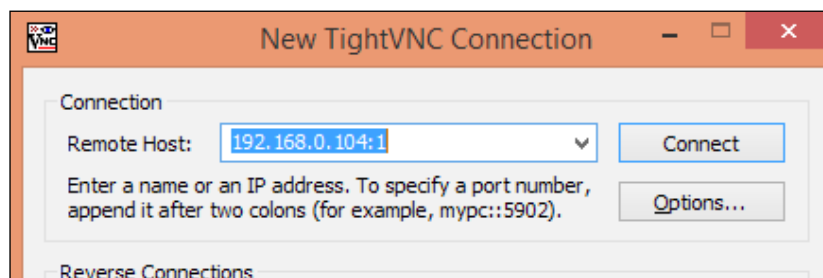 VNC
New TightVNC Connection
Connection
Remote Host: 192.168.0.104:1 Connect
Enter a name or an IP address. To specify a port number,
append it after two colons (for example, mypc::5902). Options...
Reverse Connections